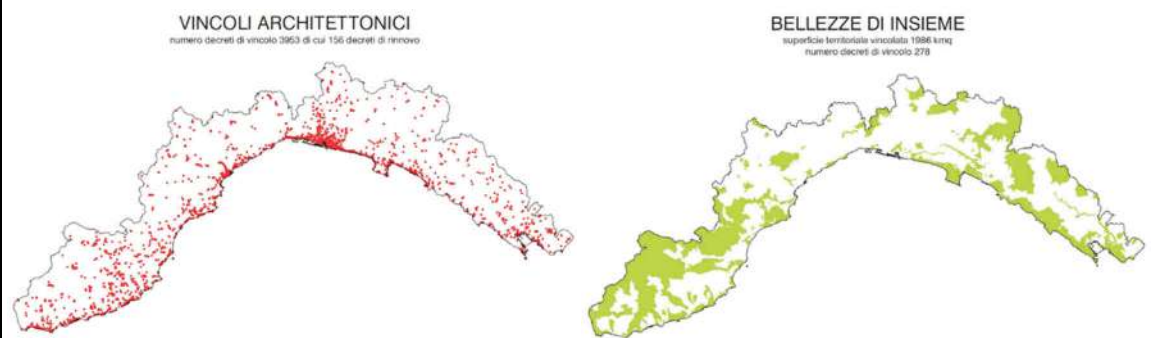 VINCOLI ARCHITETTONICI
numero decreti di vincolo 3953 di cui 156 decreti di rinnovo
BELLEZZE DI INSIEME
superficie territoriale vincolata 1986 kmq
numero decreti di vincolo 278